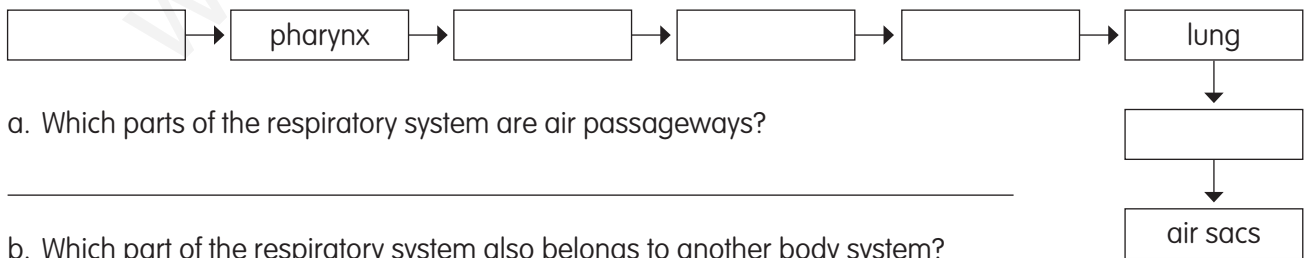 pharynx
lung
a. Which parts of the respiratory system are air passageways?
air sacs
b. Which part of the respiratory system also belongs to another body system?